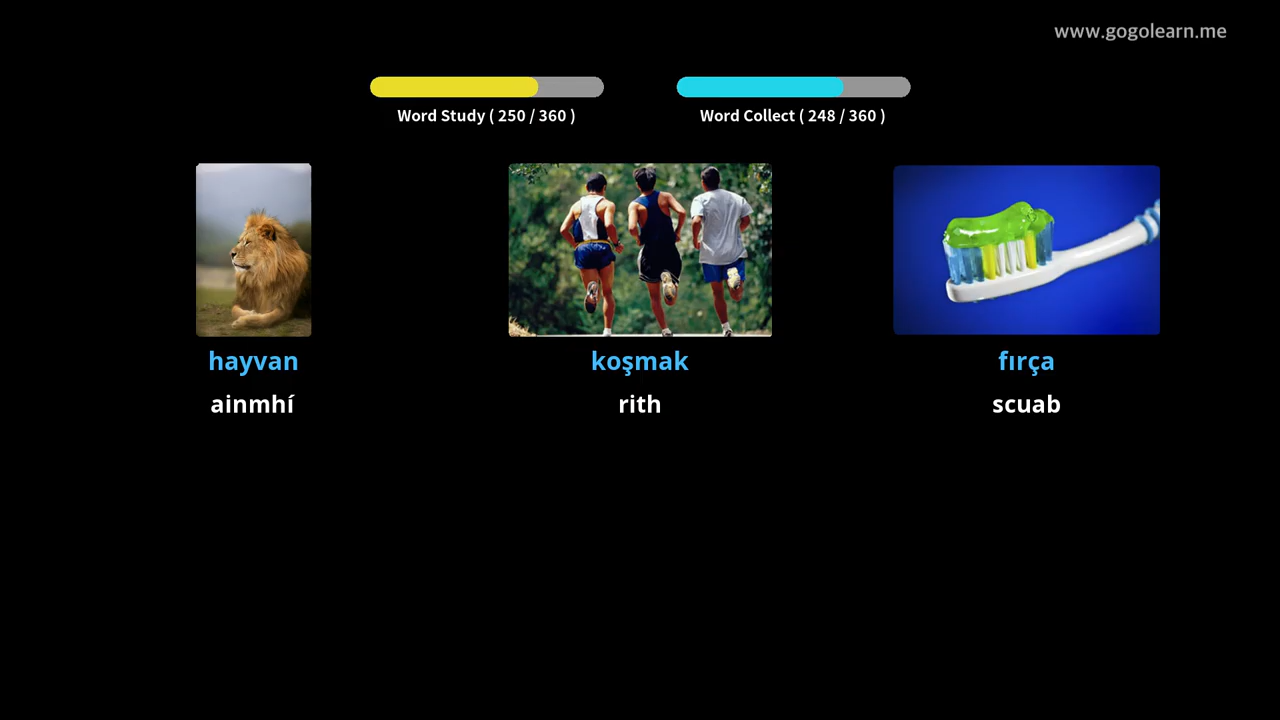 www.gogolearn.me
Word Study ( 250 / 360 )
Word Collect ( 248 / 360 )
hayvan
koşmak
fırça
ainmhí
rith
scuab